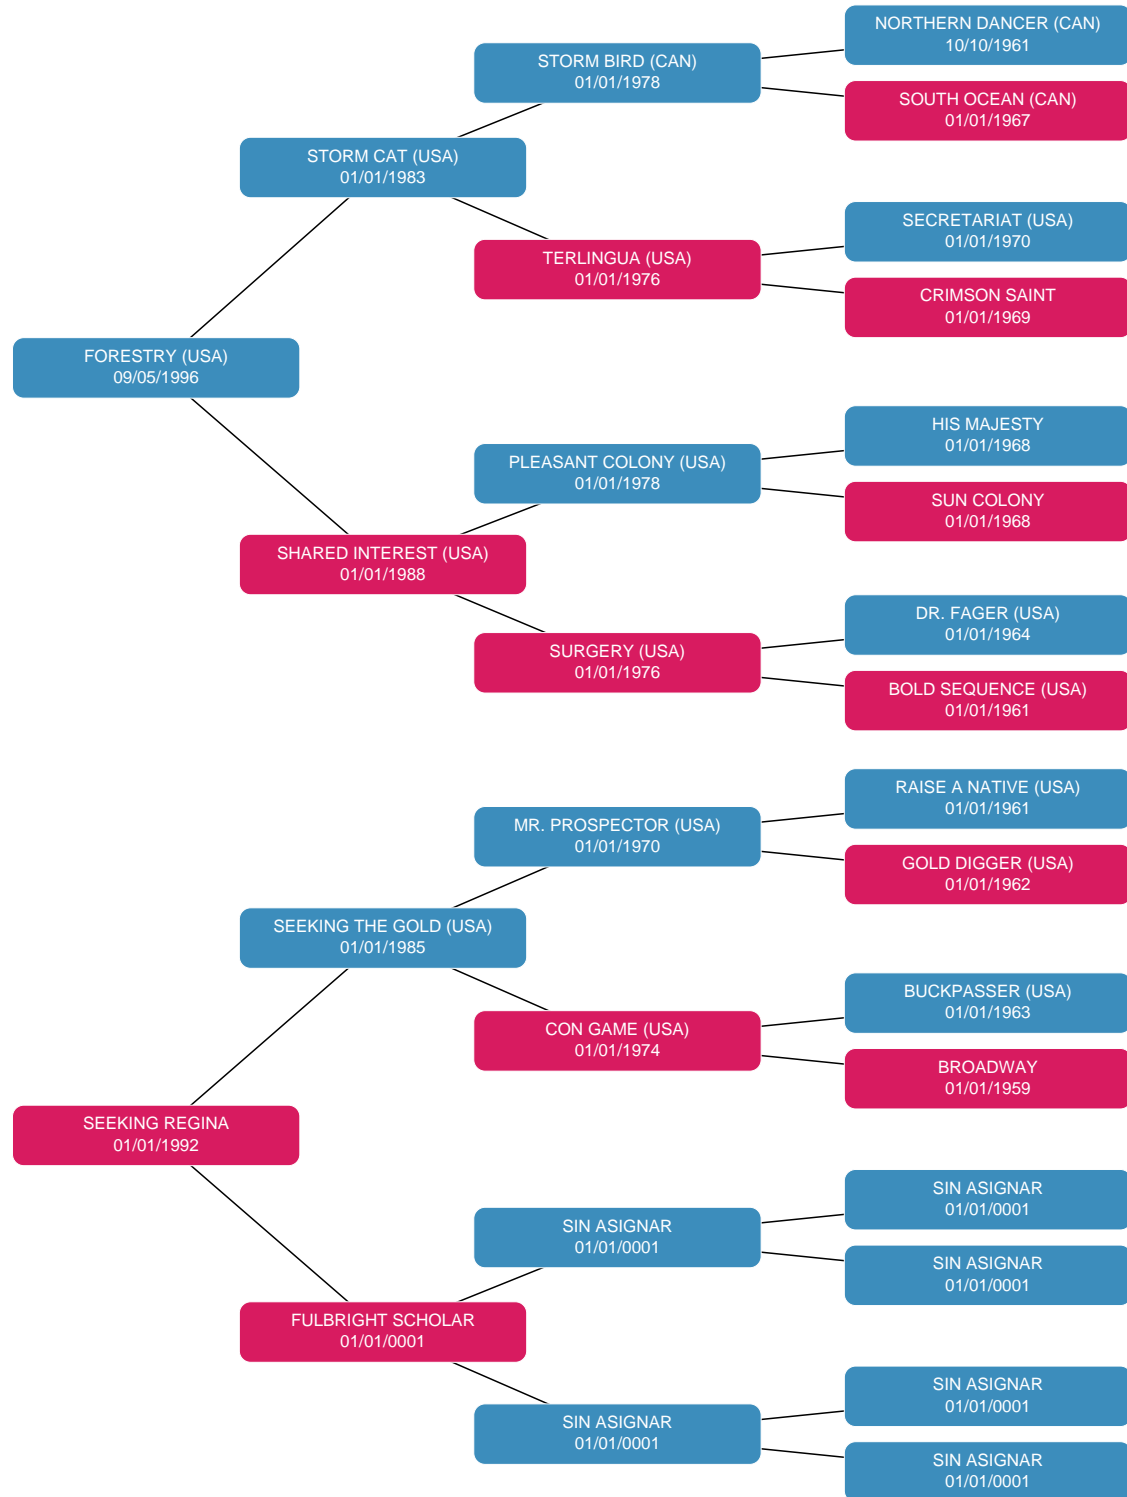 NORTHERN DANCER (CAN)
10/10/1961
STORM BIRD (CAN)
01/01/1978
SOUTH OCEAN (CAN)
01/01/1967
STORM CAT (USA)
01/01/1983
SECRETARIAT (USA)
01/01/1970
TERLINGUA (USA)
01/01/1976
CRIMSON SAINT
01/01/1969
FORESTRY (USA)
09/05/1996
HIS MAJESTY
01/01/1968
PLEASANT COLONY (USA)
01/01/1978
SUN COLONY
01/01/1968
SHARED INTEREST (USA)
01/01/1988
DR. FAGER (USA)
01/01/1964
SURGERY (USA)
01/01/1976
BOLD SEQUENCE (USA)
01/01/1961
RAISE A NATIVE (USA)
01/01/1961
MR. PROSPECTOR (USA)
01/01/1970
GOLD DIGGER (USA)
01/01/1962
SEEKING THE GOLD (USA)
01/01/1985
BUCKPASSER (USA)
01/01/1963
CON GAME (USA)
01/01/1974
BROADWAY
01/01/1959
SEEKING REGINA
01/01/1992
SIN ASIGNAR
01/01/0001
SIN ASIGNAR
01/01/0001
SIN ASIGNAR
01/01/0001
FULBRIGHT SCHOLAR
01/01/0001
SIN ASIGNAR
01/01/0001
SIN ASIGNAR
01/01/0001
SIN ASIGNAR
01/01/0001